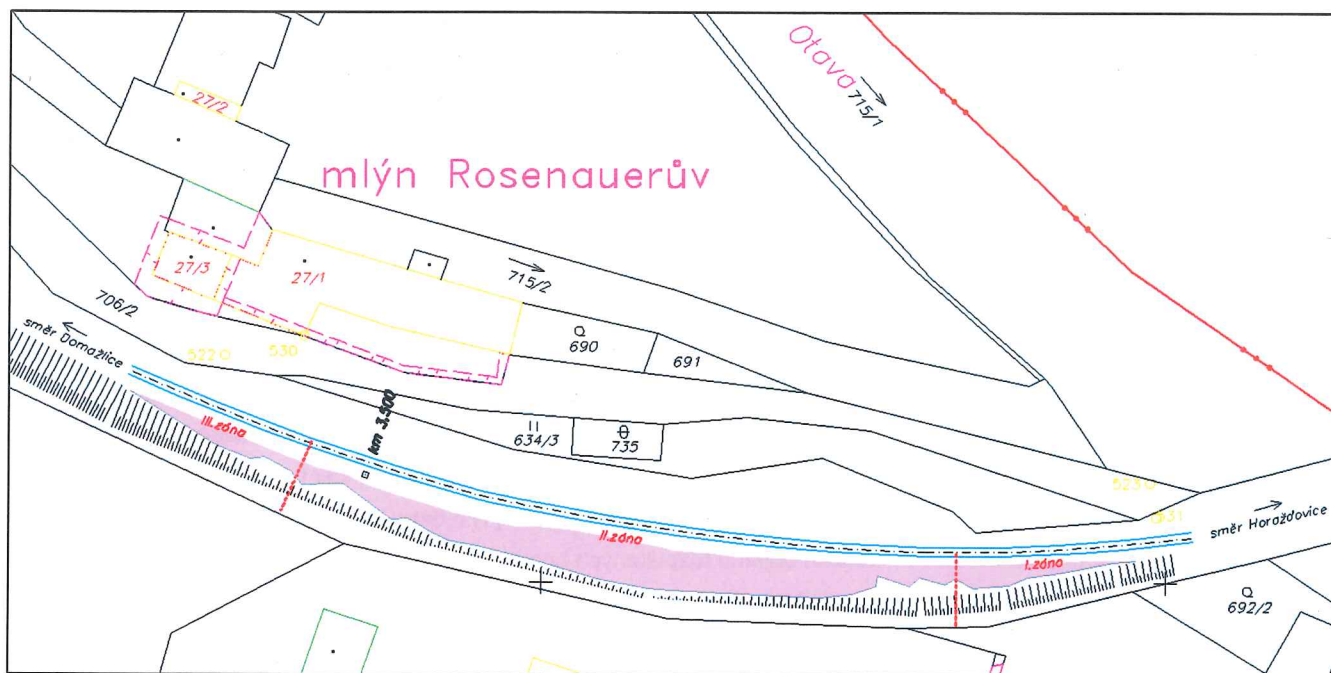 Otava
715/1
27/2
mlýn Rosenauerův
27/3
27/1
715/2
706/2
směr Domažlice
522
530
690
691
km 3.500
III.zóna
634/3
735
523
531
směr Horažďovice
II.zóna
I.zóna
692/2